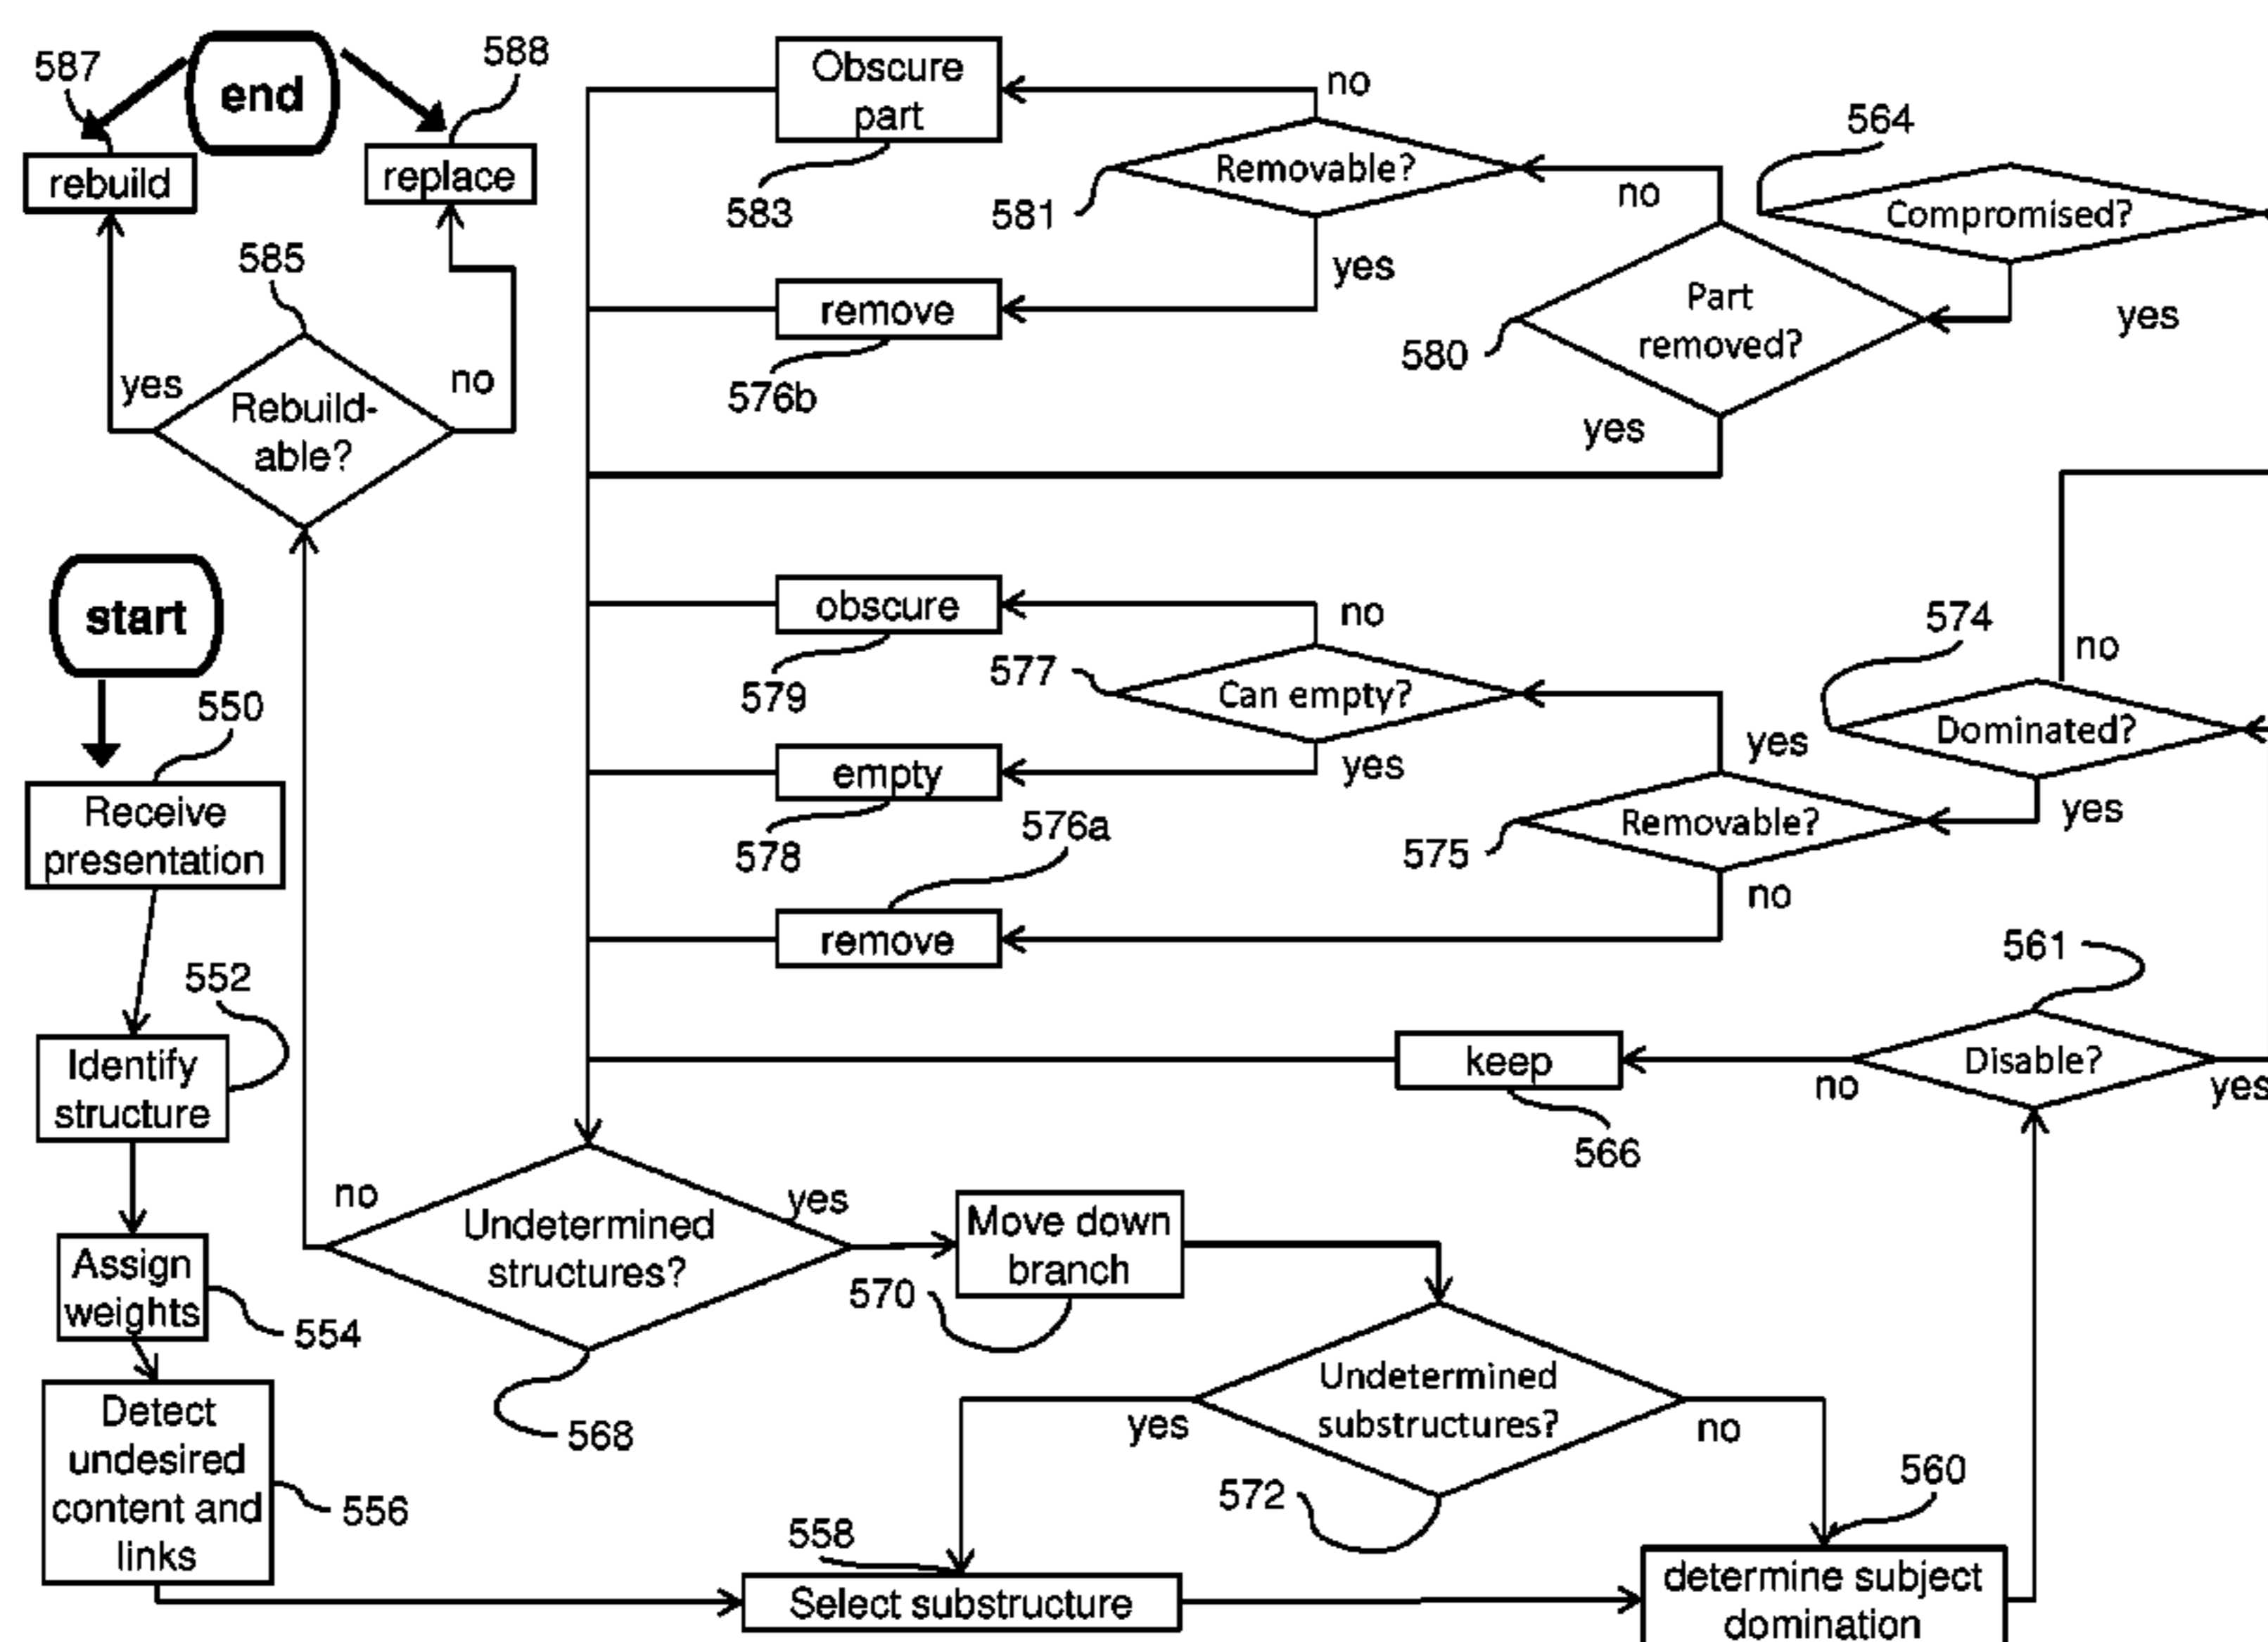 587
end
588
rebuild
replace
585
yes
no
Rebuild-
able?
start
550
Receive
presentation
552
Identify
structure
Assign
weights
554
Detect
undesired
content and
links
556
Obscure
part
583
no
Removable?
581
yes
remove
576b
564
Compromised?
no
yes
Part
removed?
580
yes
obscure
579
no
577
Can empty?
yes
empty
578
576a
remove
574
no
Dominated?
yes
yes
Removable?
575
no
561
Disable?
no
yes
keep
566
no
yes
Undetermined
structures?
568
Move down
branch
570
Undetermined
substructures?
yes
no
572
558
Select substructure
560
determine subject
domination